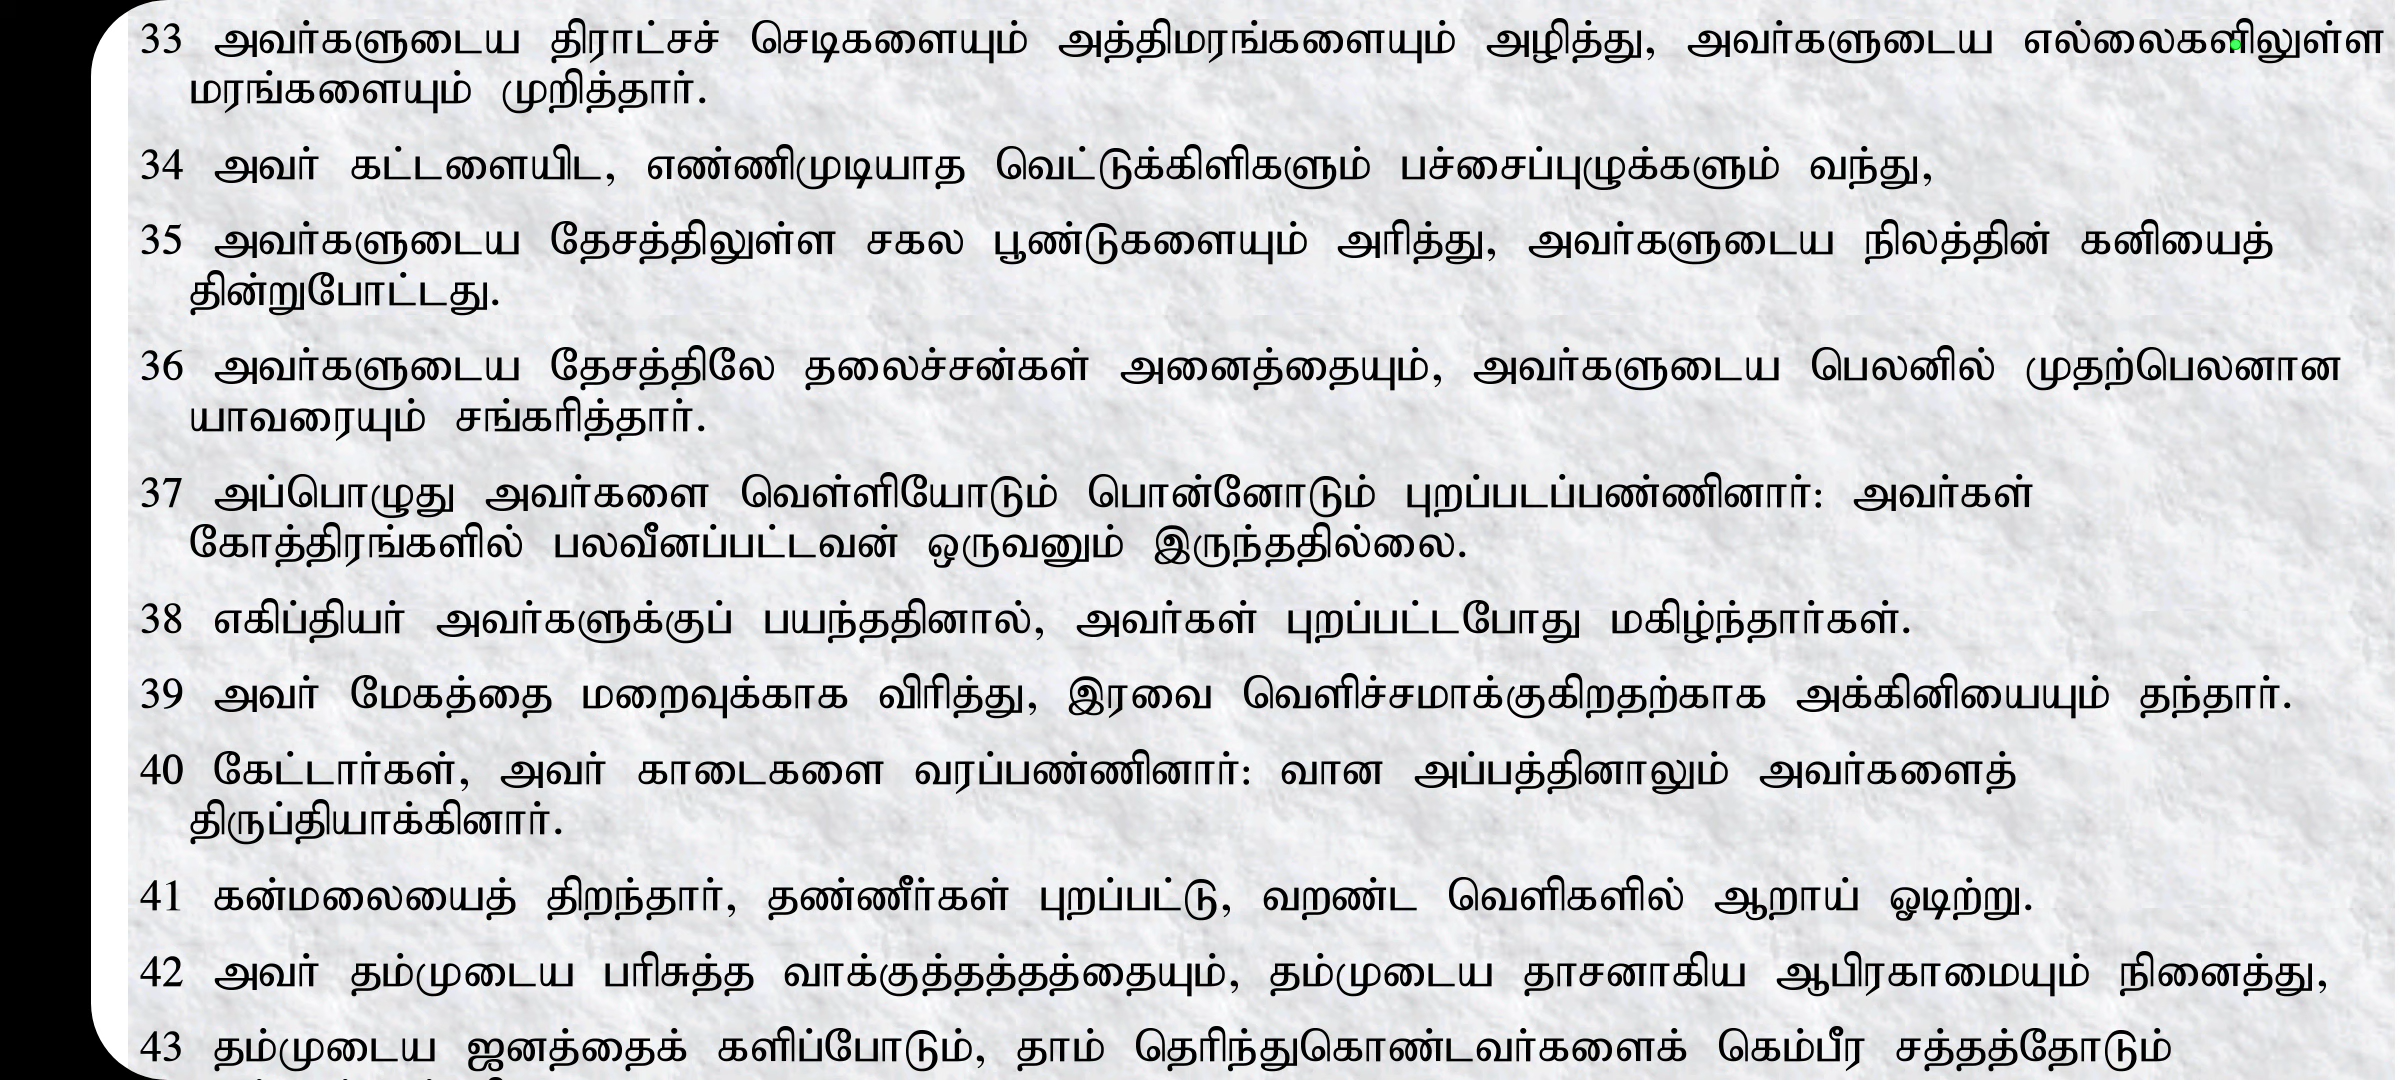 33 அவர்களுடைய திராட்சச் செடிகளையும் அத்திமரங்களையும் அழித்து, அவர்களுடைய எல்லைகளிலுள்ள
மரங்களையும் முறித்தார்.
34 அவர் கட்டளையிட, எண்ணிமுடியாத வெட்டுக்கிளிகளும் பச்சைப்புழுக்களும் வந்து,
35 அவர்களுடைய தேசத்திலுள்ள சகல பூண்டுகளையும் அரித்து, அவர்களுடைய நிலத்தின் கனியைத்
தின்றுபோட்டது.
36 அவர்களுடைய தேசத்திலே தலைச்சன்கள் அனைத்தையும், அவர்களுடைய பெலனில் முதற்பெலனான
யாவரையும் சங்கரித்தார்.
37 அப்பொழுது அவர்களை வெள்ளியோடும் பொன்னோடும் புறப்படப்பண்ணினார்: அவர்கள்
கோத்திரங்களில் பலவீனப்பட்டவன் ஒருவனும் இருந்ததில்லை.
38 எகிப்தியர் அவர்களுக்குப் பயந்ததினால், அவர்கள் புறப்பட்டபோது மகிழ்ந்தார்கள்.
39 அவர் மேகத்தை மறைவுக்காக விரித்து, இரவை வெளிச்சமாக்குகிறதற்காக அக்கினியையும் தந்தார்.
40 கேட்டார்கள், அவர் காடைகளை வரப்பண்ணினார்: வான அப்பத்தினாலும் அவர்களைத்
திருப்தியாக்கினார்.
41 கன்மலையைத் திறந்தார், தண்ணீர்கள் புறப்பட்டு, வறண்ட வெளிகளில் ஆறாய் ஓடிற்று.
42 அவர் தம்முடைய பரிசுத்த வாக்குத்தத்தத்தையும், தம்முடைய தாசனாகிய ஆபிரகாமையும் நினைத்து,
43 தம்முடைய ஜனத்தைக் களிப்போடும், தாம் தெரிந்துகொண்டவர்களைக் கெம்பீர சத்தத்தோடும்